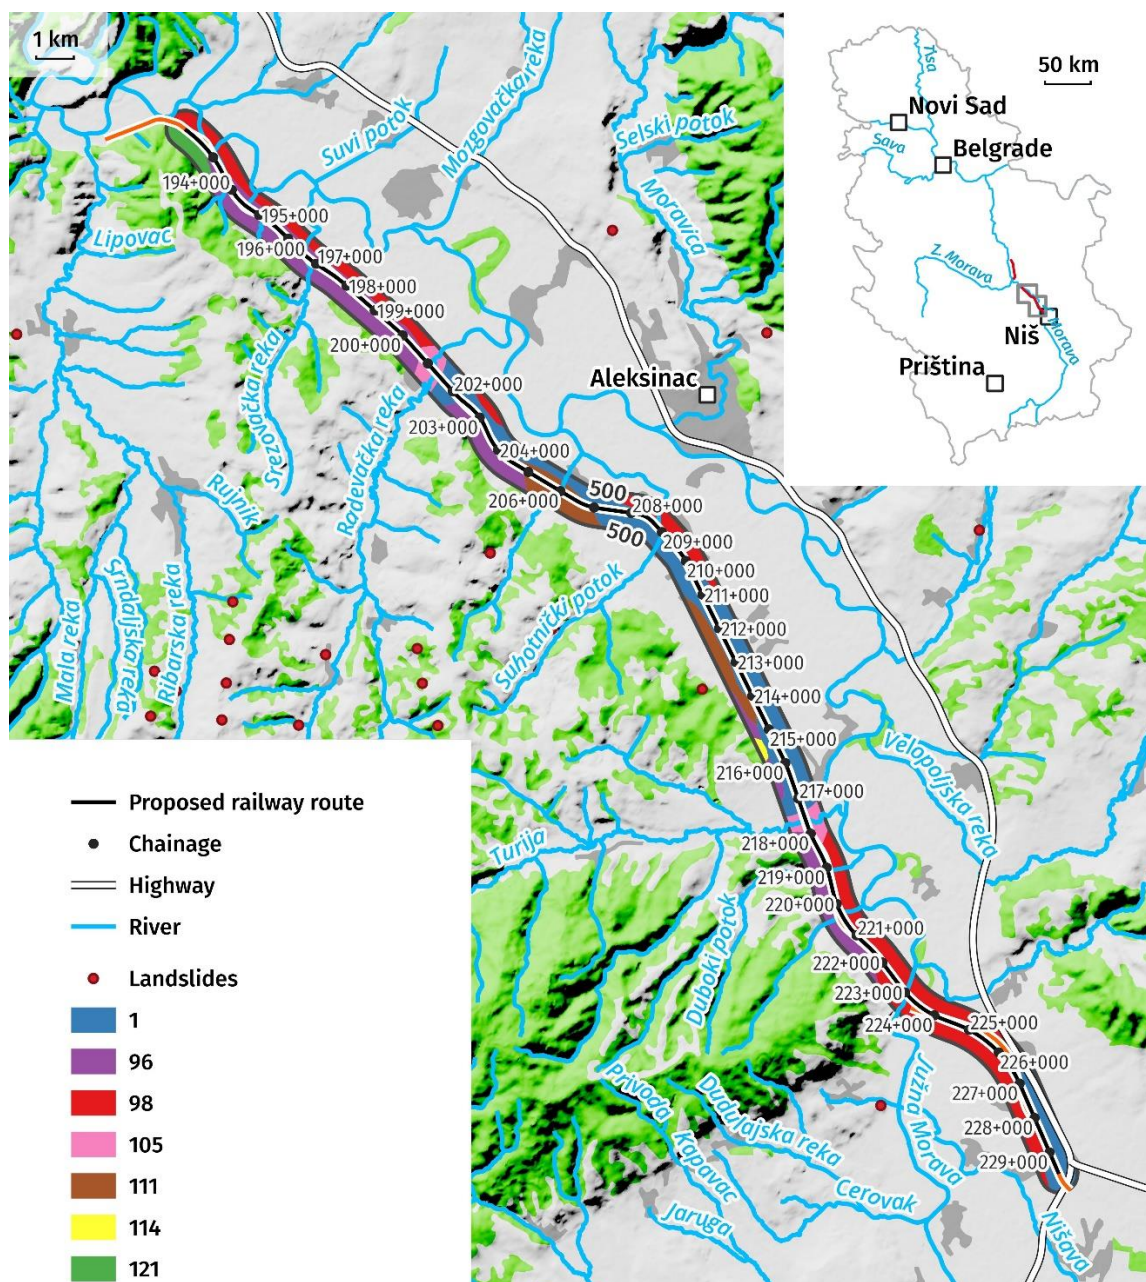 1 km
Suvi potok
Mozgovačka reka
Selski potok
Moravica
Lipovac
194+000
195+000
196+000
197+000
198+000
199+000
200+000
202+000
203+000
204+000
206+000
500
500
208+000
209+000
210+000
211+000
212+000
213+000
214+000
215+000
216+000
217+000
218+000
219+000
220+000
221+000
222+000
223+000
224+000
225+000
226+000
227+000
228+000
229+000
Aleksinac
Srezovačka reka
Radevačka reka
Rujnik
Mala reka
Srndaljska reka
Ribarska reka
Suhotnički potok
Turija
Velopoljska reka
Duboki potok
Privoda
Kapavac
Dudulajska reka
Južna Morava
Cerovak
Jaruga
Nišava
50 km
Tisa
Novi Sad
Sava
Belgrade
Z. Morava
Morava
Niš
Priština
Proposed railway route
Chainage
Highway
River
Landslides
1
96
98
105
111
114
121